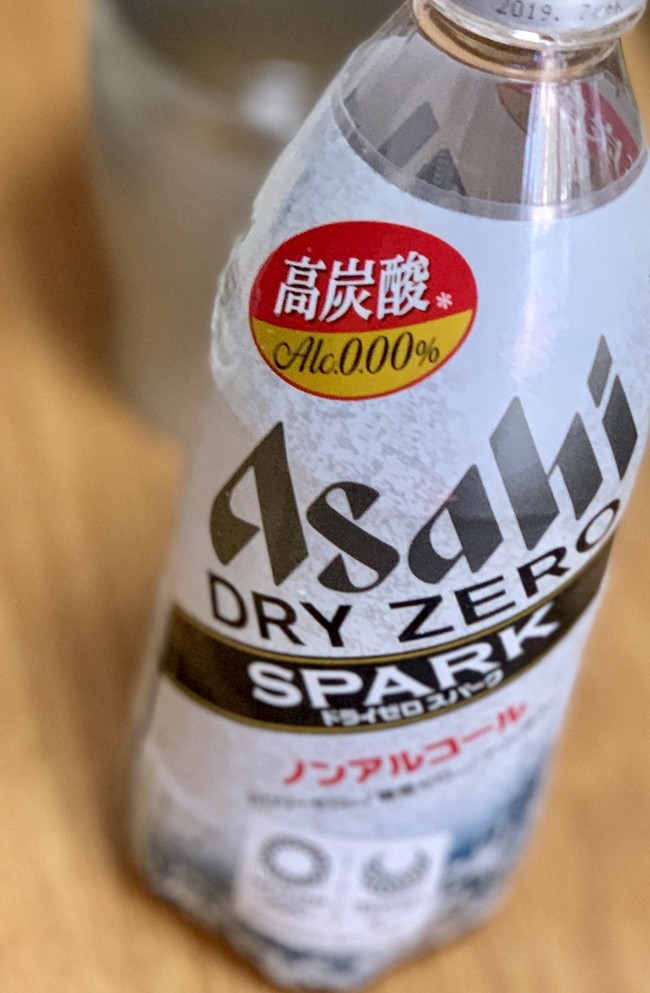 2019.
高炭酸*
Alc.0.00%
Asahi
DRY ZERO
SPARK
ドライゼロ スパーク
ノンアルコール